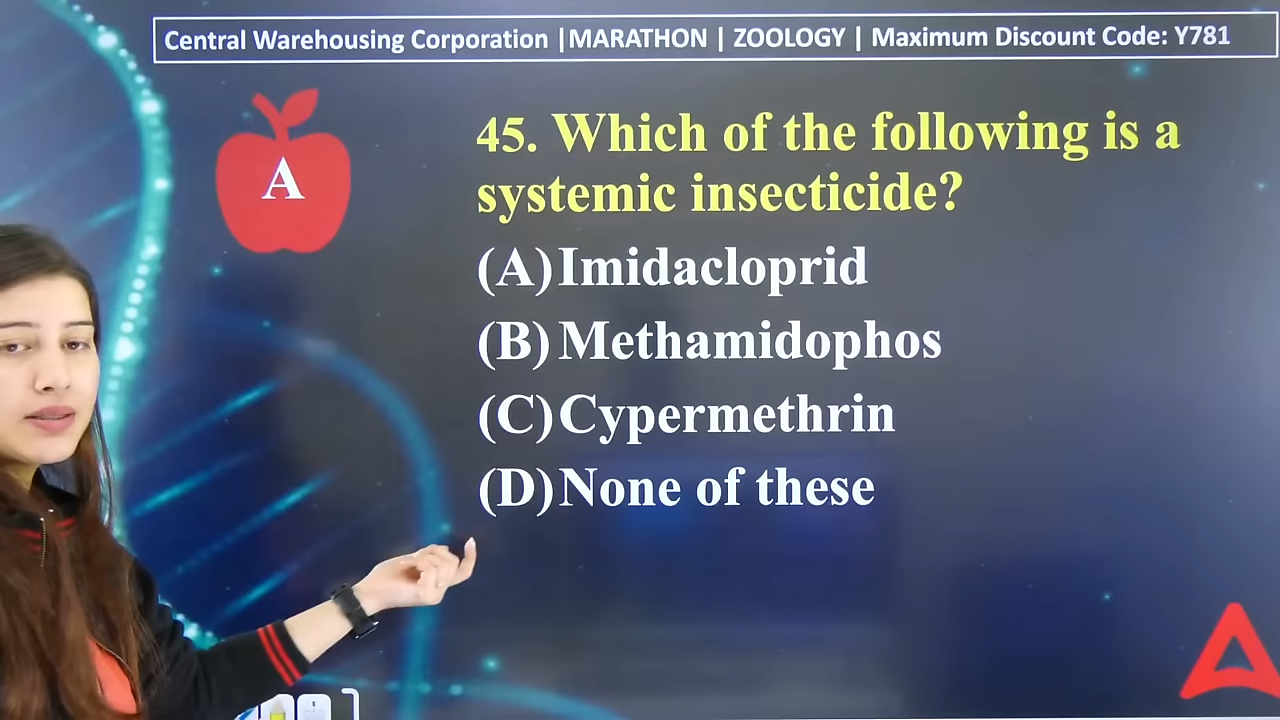 Central Warehousing Corporation |MARATHON | ZOOLOGY | Maximum Discount Code: Y781
A
45. Which of the following is a
systemic insecticide?
(A) Imidacloprid
(B) Methamidophos
(C) Cypermethrin
(D) None of these